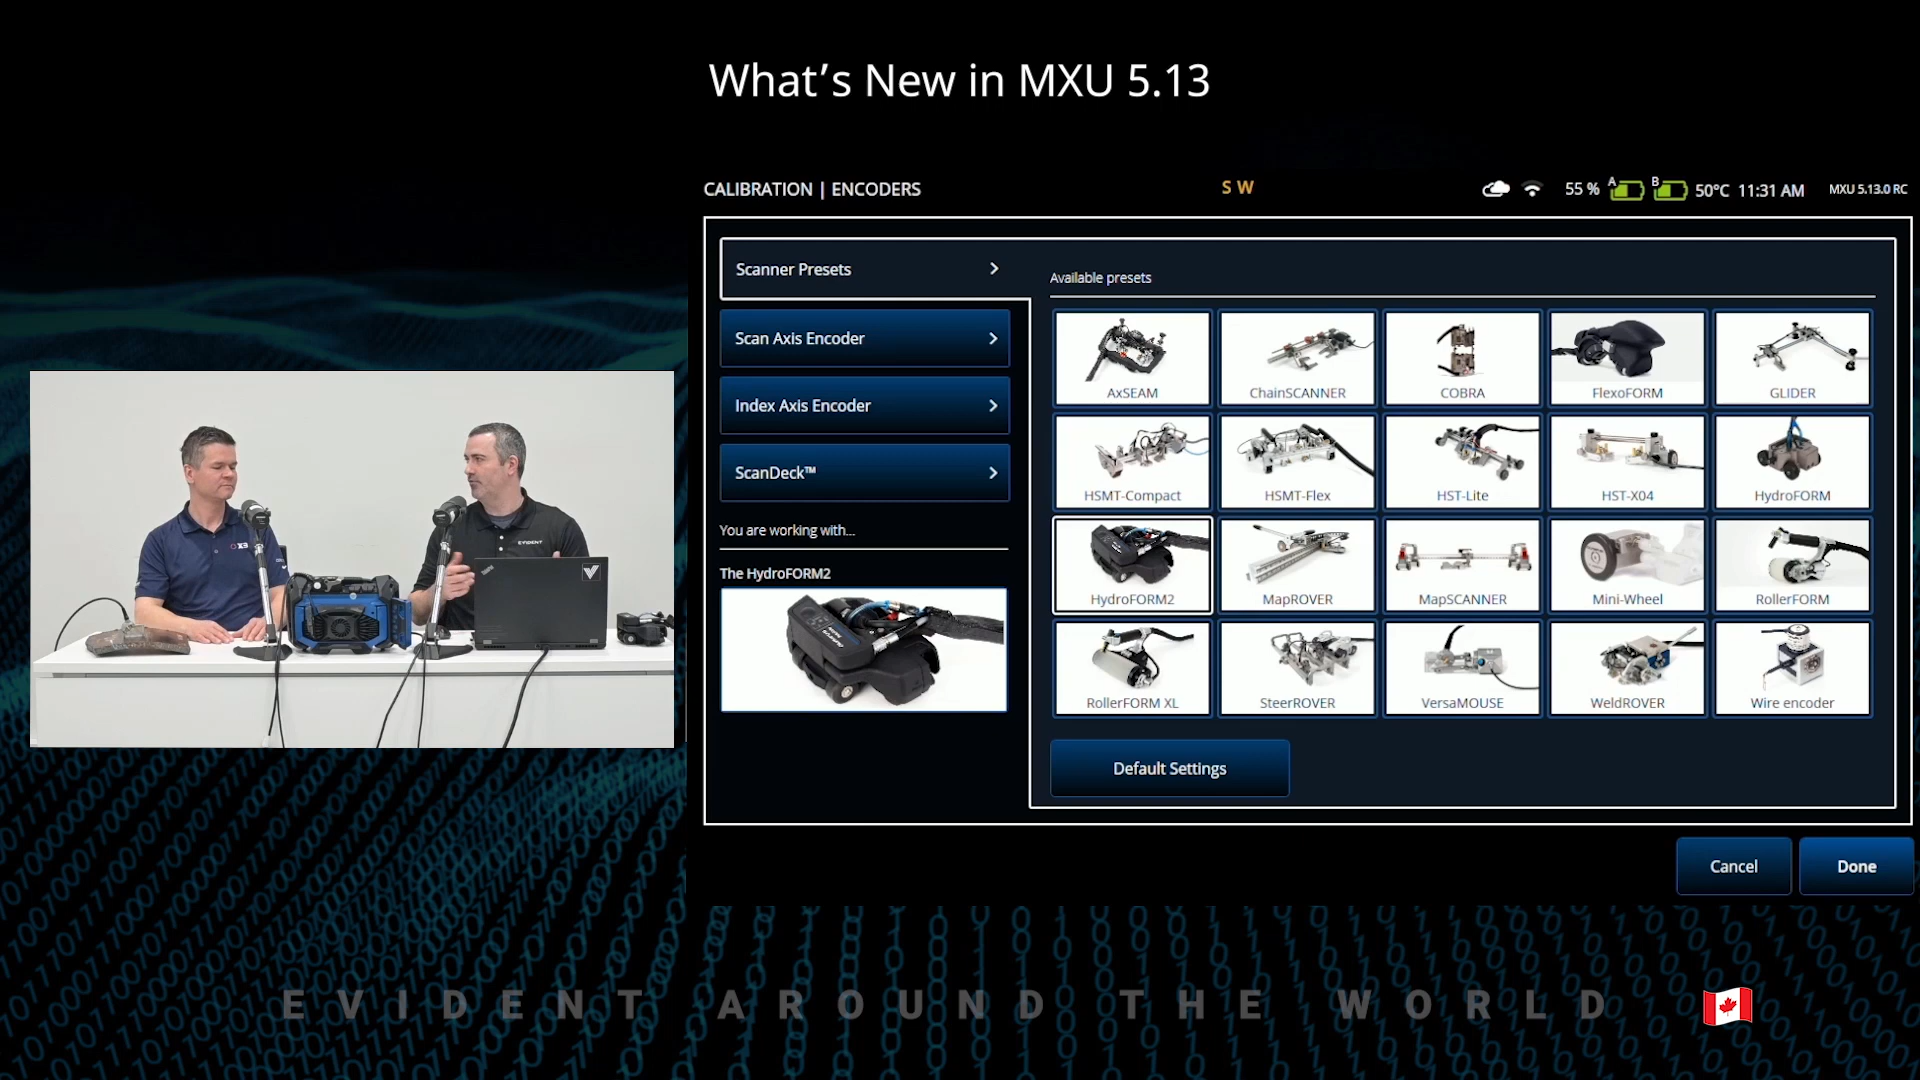 What's New in MXU 5.13
CALIBRATION | ENCODERS
S W
55 %
A
B
50°C
11:31 AM
MXU 5.13.0 RC
Scanner Presets
Scan Axis Encoder
Index Axis Encoder
ScanDeck™
You are working with...
The HydroFORM2
Available presets
AxSEAM
ChainSCANNER
COBRA
FlexoFORM
GLIDER
HSMT-Compact
HSMT-Flex
HST-Lite
HST-X04
HydroFORM
HydroFORM2
MapROVER
MapSCANNER
Mini-Wheel
RollerFORM
RollerFORM XL
SteerROVER
VersaMOUSE
WeldROVER
Wire encoder
Default Settings
Cancel
Done
X3
EVIDENT
EVIDENT AROUND THE WORLD